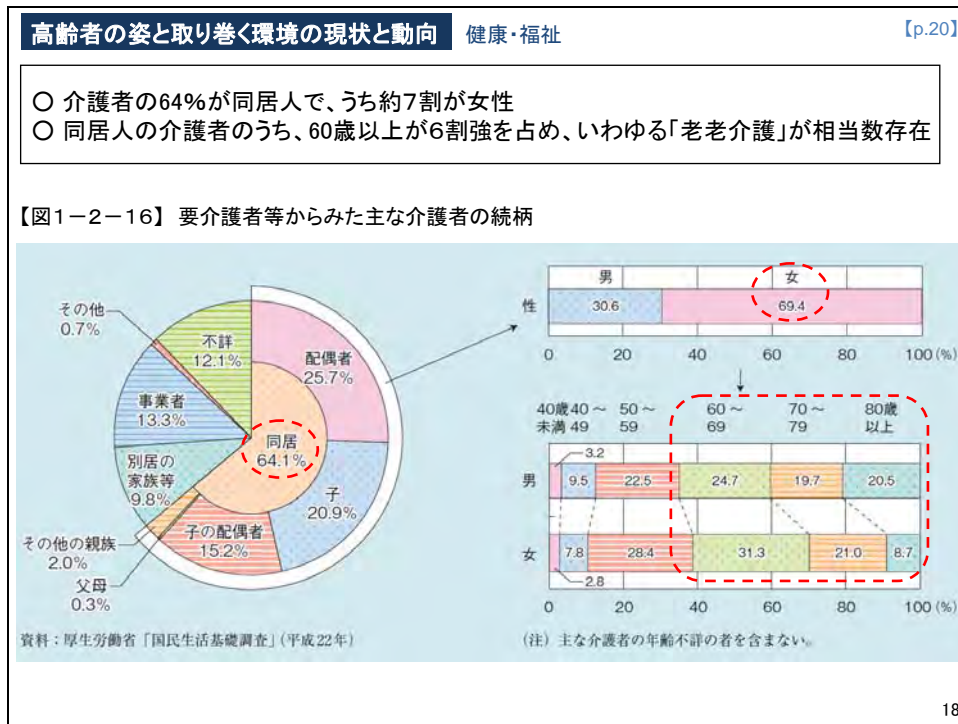 高齢者の姿と取り巻く環境の現状と動向 健康・福祉 【p.20】
○ 介護者の64%が同居人で、うち約7割が女性
○ 同居人の介護者のうち、60歳以上が6割強を占め、いわゆる「老老介護」が相当数存在
【図1-2-16】 要介護者等からみた主な介護者の続柄
その他
0.7%
不詳
12.1%
配偶者
25.7%
事業者
13.3%
同居
64.1%
別居の
家族等
9.8%
子
20.9%
子の配偶者
15.2%
その他の親族
2.0%
父母
0.3%
男 女
性 30.6 69.4
0 20 40 60 80 100(%)
40歳 40~ 50~ 60~ 70~ 80歳
未満 49 59 69 79 以上
3.2
男 9.5 22.5 24.7 19.7 20.5
女 7.8 28.4 31.3 21.0 8.7
2.8
0 20 40 60 80 100(%)
資料:厚生労働省「国民生活基礎調査」(平成22年)
(注) 主な介護者の年齢不詳の者を含まない。
18